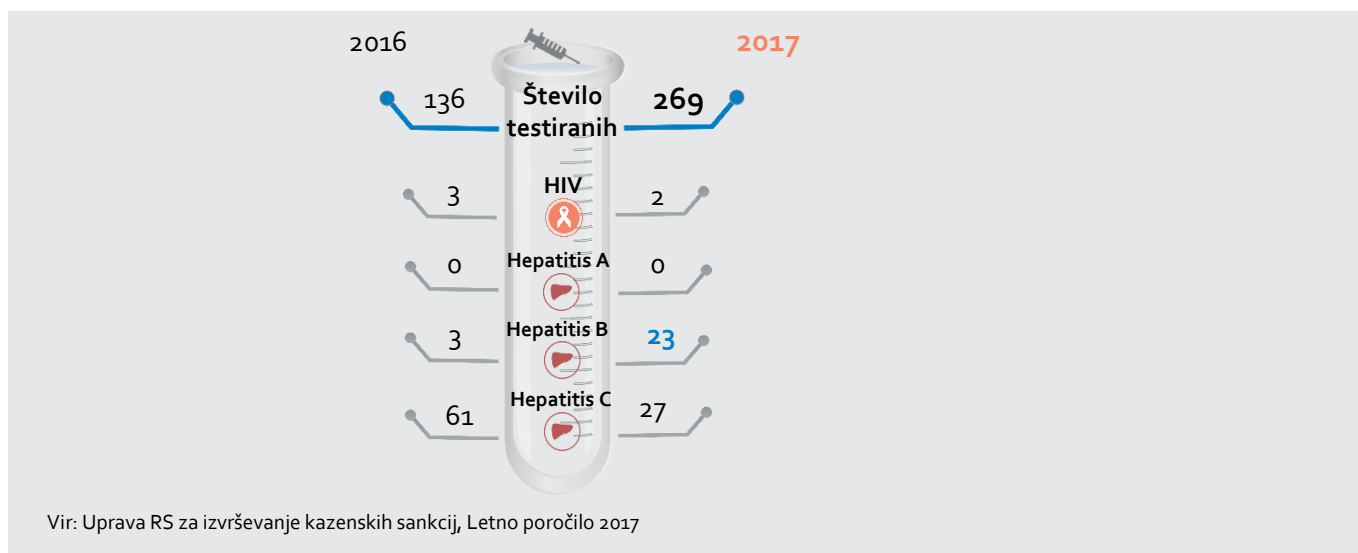 2016
2017
136
Število
testiranih
269
3
HIV
2
0
Hepatitis A
0
3
Hepatitis B
23
61
Hepatitis C
27
Vir: Uprava RS za izvrševanje kazenskih sankcij, Letno poročilo 2017